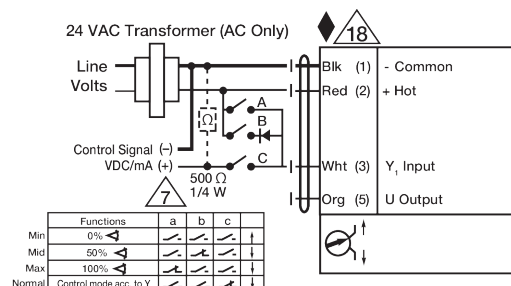 24 VAC Transformer (AC Only)
18
Line
Volts
Blk (1) - Common
Red (2) + Hot
A
B
C
Ω
Control Signal (−)
VDC/mA (+)
500 Ω
1/4 W
Wht (3) Y1 Input
Org (5) U Output
7
Functions a b c
Min 0%
Mid 50%
Max 100%
Normal Control mode acc. to Y